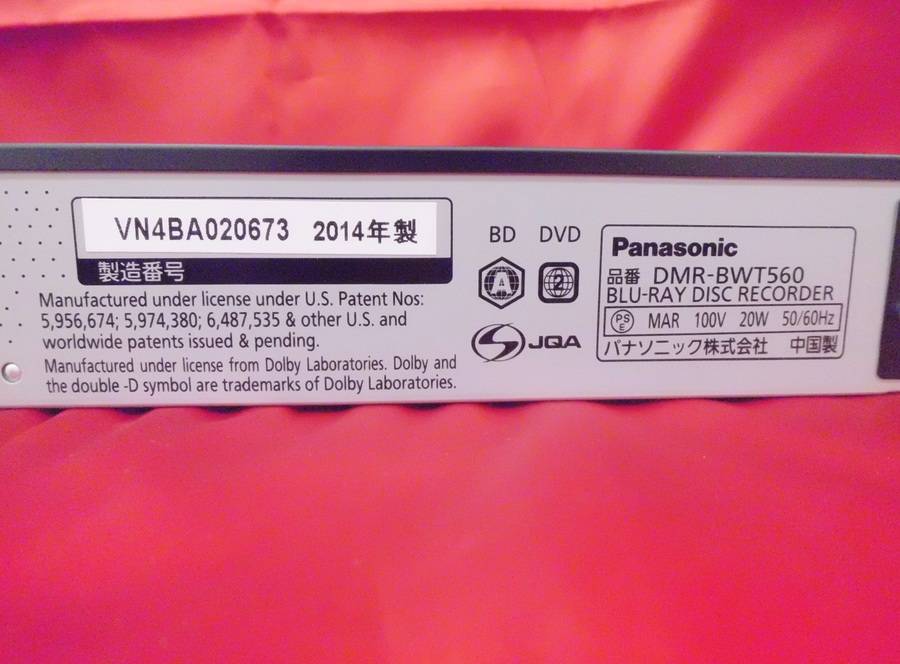 VN4BA020673 2014年製
製造番号
Manufactured under license under U.S. Patent Nos:
5,956,674; 5,974,380; 6,487,535 & other U.S. and
worldwide patents issued & pending.
Manufactured under license from Dolby Laboratories. Dolby and
the double -D symbol are trademarks of Dolby Laboratories.
BD DVD
A 2
JQA
Panasonic
品番 DMR-BWT560
BLU-RAY DISC RECORDER
PSE MAR 100V 20W 50/60Hz
パナソニック株式会社 中国製